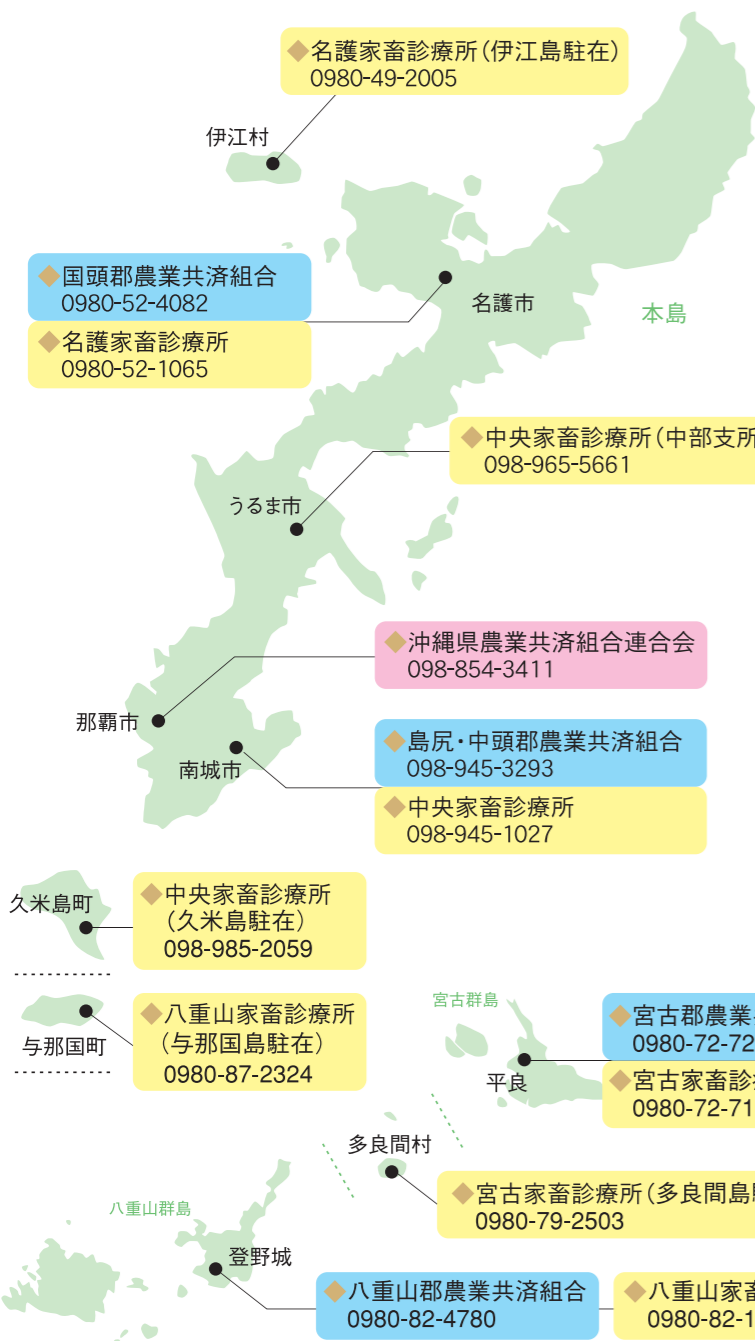 ◆名護家畜診療所(伊江島駐在)
0980-49-2005
伊江村
◆国頭郡農業共済組合
0980-52-4082
◆名護家畜診療所
0980-52-1065
名護市
本島
◆中央家畜診療所(中部支所
098-965-5661
うるま市
◆沖縄県農業共済組合連合会
098-854-3411
那覇市
◆島尻・中頭郡農業共済組合
098-945-3293
南城市
◆中央家畜診療所
098-945-1027
久米島町
◆中央家畜診療所
(久米島駐在)
098-985-2059
与那国町
◆八重山家畜診療所
(与那国島駐在)
0980-87-2324
宮古群島
◆宮古郡農業
0980-72-72
平良
◆宮古家畜診
0980-72-71
多良間村
◆宮古家畜診療所(多良間島
0980-79-2503
八重山群島
登野城
◆八重山郡農業共済組合
0980-82-4780
◆八重山家畜
0980-82-1